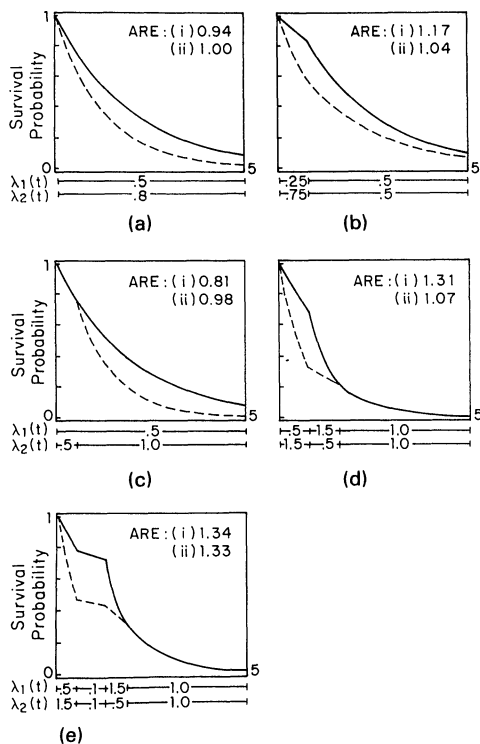 ARE: (i) 0.94
(ii) 1.00
Survival Probability
1
0
5
λ₁(t) .5
λ₂(t) .8
(a)
ARE: (i) 1.17
(ii) 1.04
5
.25 .5
.75 .5
(b)
ARE: (i) 0.81
(ii) 0.98
Survival Probability
1
0
5
λ₁(t) .5
λ₂(t) .5 1.0
(c)
ARE: (i) 1.31
(ii) 1.07
5
.5 1.5 1.0
1.5 .5 1.0
(d)
ARE: (i) 1.34
(ii) 1.33
Survival Probability
1
0
5
λ₁(t) .5 .1 1.5 1.0
λ₂(t) 1.5 .1 .5 1.0
(e)